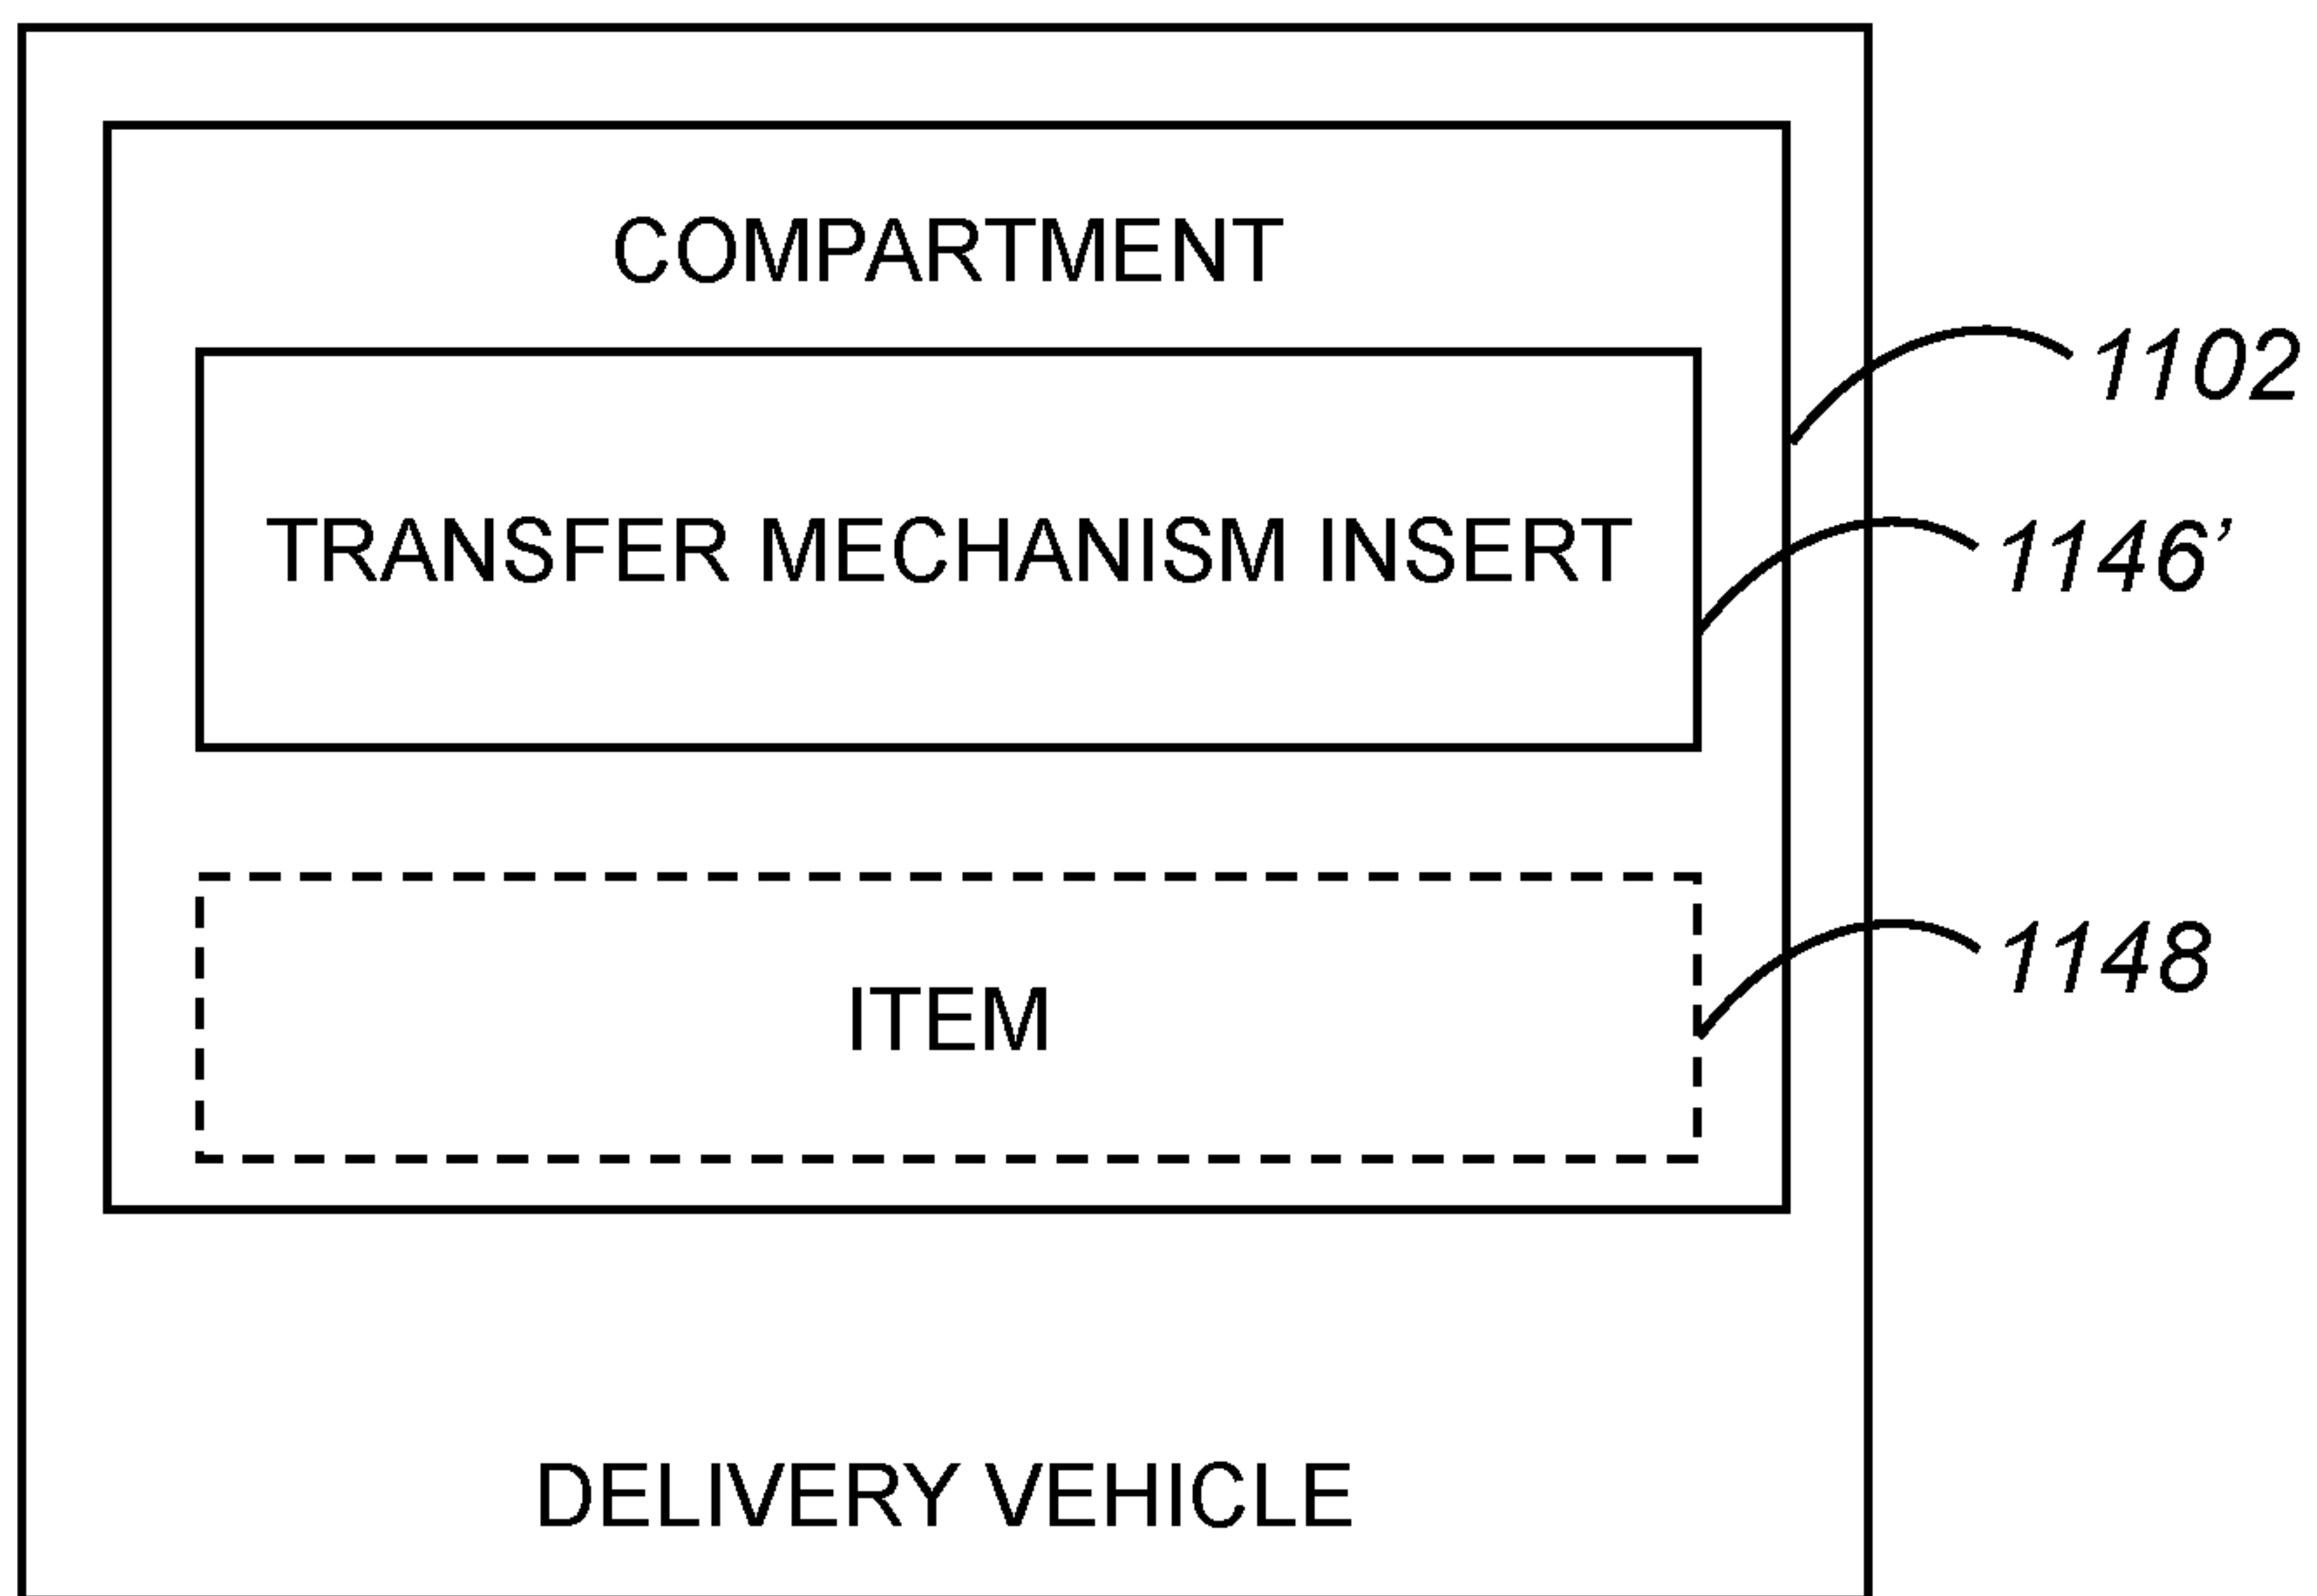 COMPARTMENT
1102
TRANSFER MECHANISM INSERT
1146'
1148
ITEM
DELIVERY VEHICLE